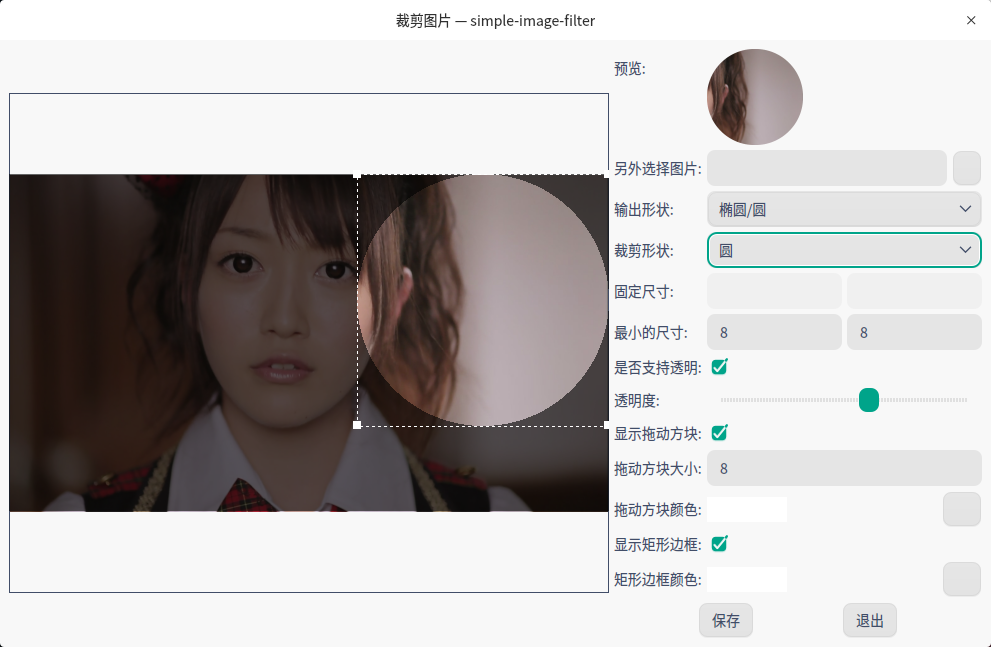 裁剪图片 — simple-image-filter
预览:
另外选择图片:
输出形状: 椭圆/圆
裁剪形状: 圆
固定尺寸:
最小的尺寸: 8 8
是否支持透明:
透明度:
显示拖动方块:
拖动方块大小: 8
拖动方块颜色:
显示矩形边框:
矩形边框颜色:
保存 退出